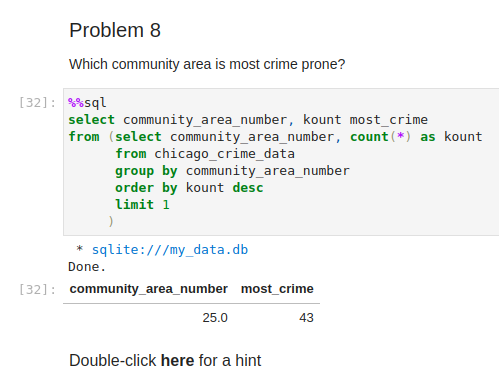 Problem 8
Which community area is most crime prone?
[32]: %%sql
select community_area_number, kount most_crime
from (select community_area_number, count(*) as kount
from chicago_crime_data
group by community_area_number
order by kount desc
limit 1
)
* sqlite:///my_data.db
Done.
[32]: community_area_number most_crime
25.0 43
Double-click here for a hint